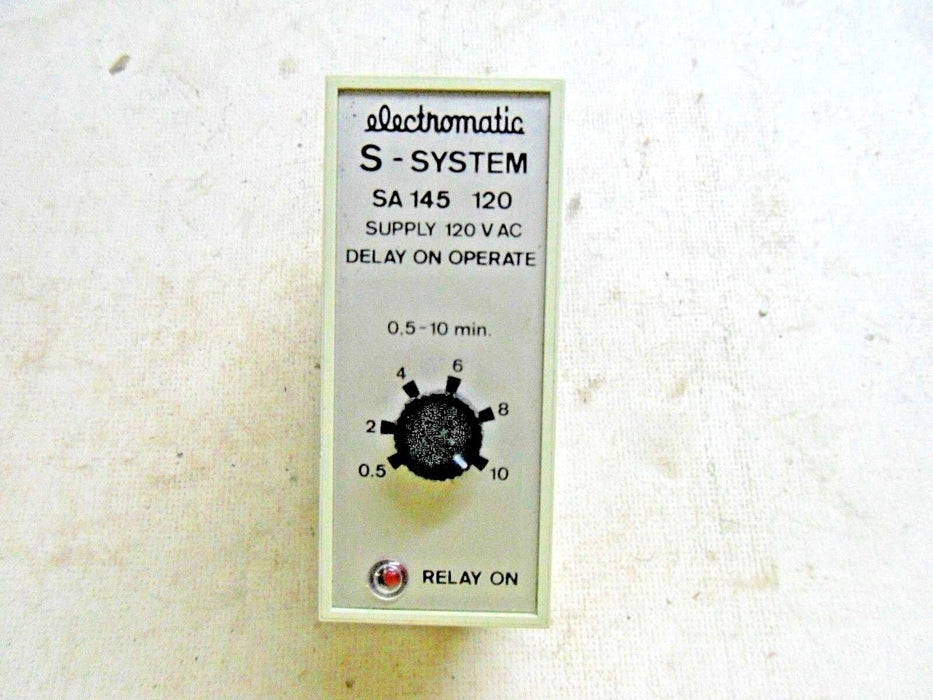 electromatic
S - SYSTEM
SA 145 120
SUPPLY 120 V AC
DELAY ON OPERATE
0.5 - 10 min.
4 6
2 8
0.5 10
RELAY ON